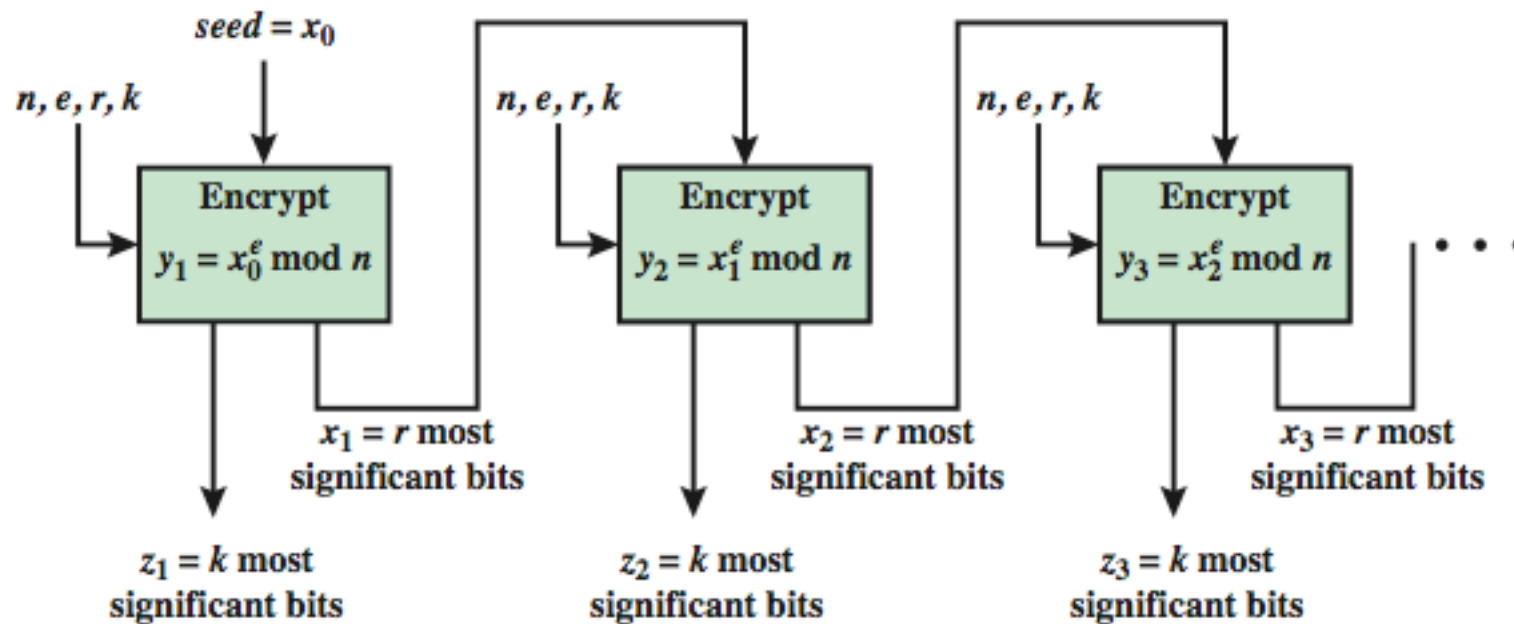 seed = x₀
n, e, r, k
n, e, r, k
n, e, r, k
Encrypt
y₁ = x₀ᵉ mod n
Encrypt
y₂ = x₁ᵉ mod n
Encrypt
y₃ = x₂ᵉ mod n
• • •
x₁ = r most
significant bits
x₂ = r most
significant bits
x₃ = r most
significant bits
z₁ = k most
significant bits
z₂ = k most
significant bits
z₃ = k most
significant bits